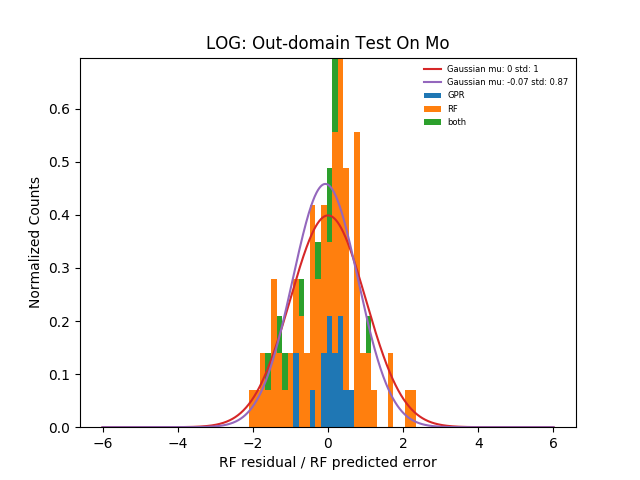 LOG: Out-domain Test On Mo
Gaussian mu: 0 std: 1
Gaussian mu: -0.07 std: 0.87
GPR
RF
both
Normalized Counts
0.6
0.5
0.4
0.3
0.2
0.1
0.0
−6 −4 −2 0 2 4 6
RF residual / RF predicted error